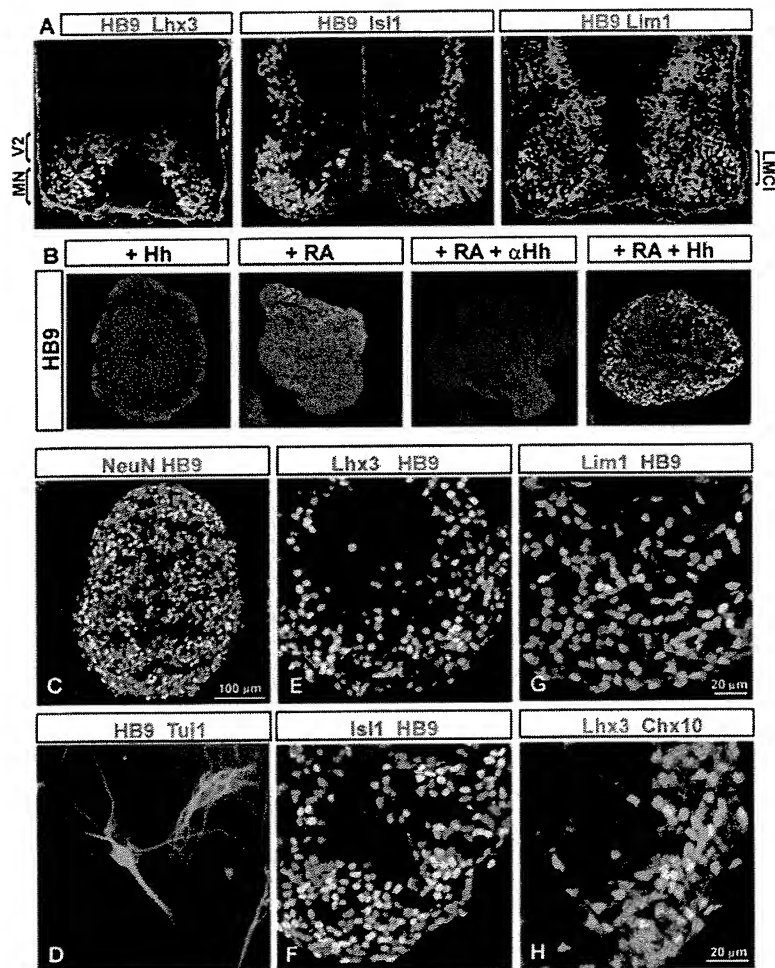 A HB9 Lhx3 HB9 Isl1 HB9 Lim1
V2
MN
LMCl
B + Hh + RA + RA + αHh + RA + Hh
HB9
NeuN HB9 Lhx3 HB9 Lim1 HB9
C 100 µm E G 20 µm
HB9 Tuj1 Isl1 HB9 Lhx3 Chx10
D F H 20 µm